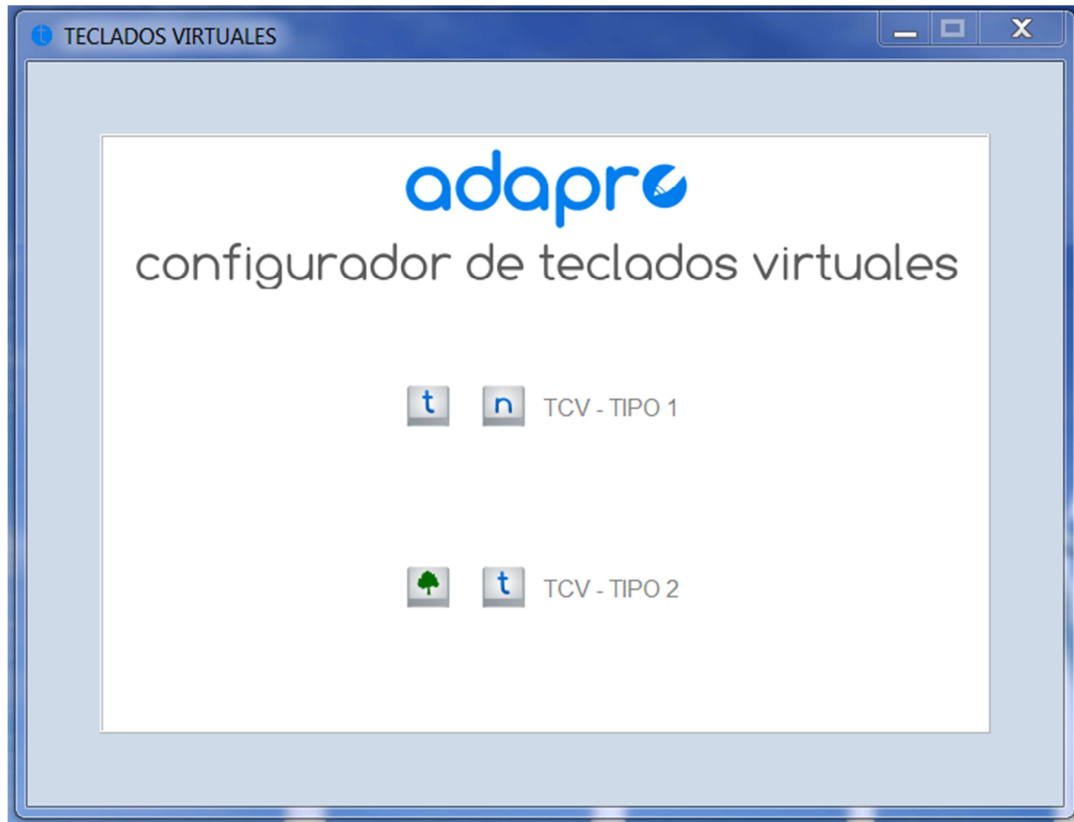 t TECLADOS VIRTUALES
adapro
configurador de teclados virtuales
t n TCV - TIPO 1
t TCV - TIPO 2